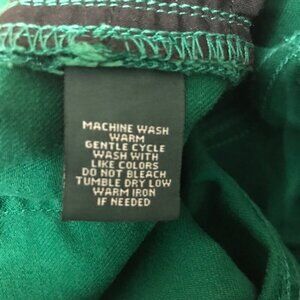 MACHINE WASH
WARM
GENTLE CYCLE
WASH WITH
LIKE COLORS
DO NOT BLEACH
TUMBLE DRY LOW
WARM IRON
IF NEEDED